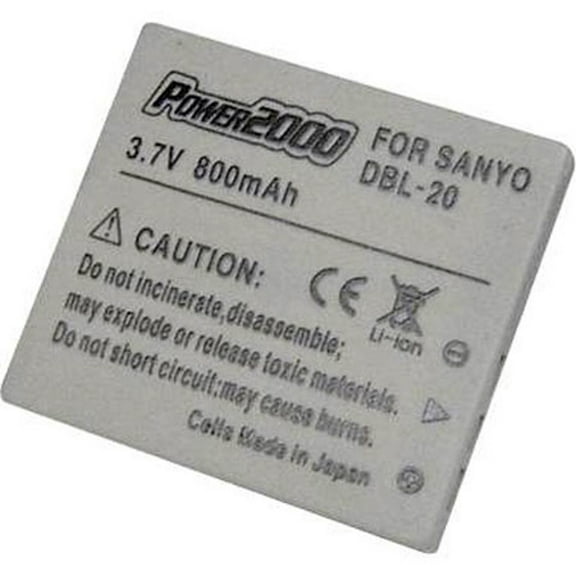 POWER2000
FOR SANYO
3.7V 800mAh
DBL-20
CAUTION:
CE
Li-ion
Do not incinerate,disassemble;
may explode or release toxic materials.
Do not short circuit:may cause burns.
Cells Made in Japan